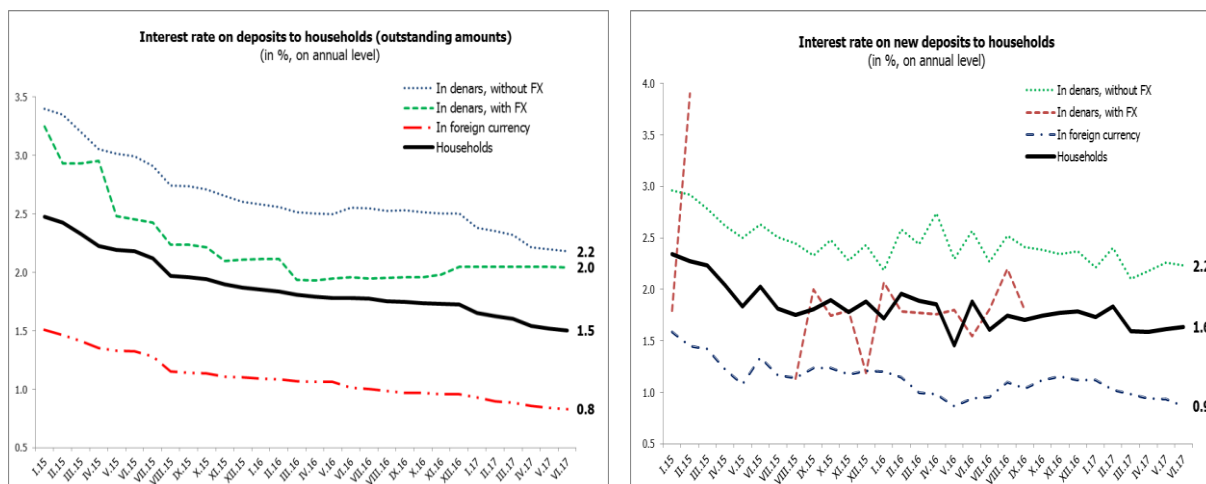 Interest rate on deposits to households (outstanding amounts)
(in %, on annual level)
In denars, without FX
In denars, with FX
In foreign currency
Households
3.5
3.0
2.5
2.0
1.5
1.0
0.5
2.2
2.0
1.5
0.8
I.15
II.15
III.15
IV.15
V.15
VI.15
VII.15
VIII.15
IX.15
X.15
XI.15
XII.15
I.16
II.16
III.16
IV.16
V.16
VI.16
VII.16
VIII.16
IX.16
X.16
XI.16
XII.16
I.17
II.17
III.17
IV.17
V.17
VI.17
Interest rate on new deposits to households
(in %, on annual level)
In denars, without FX
In denars, with FX
In foreign currency
Households
4.0
3.5
3.0
2.5
2.0
1.5
1.0
0.5
2.2
1.6
0.9
I.15
II.15
III.15
IV.15
V.15
VI.15
VII.15
VIII.15
IX.15
X.15
XI.15
XII.15
I.16
II.16
III.16
IV.16
V.16
VI.16
VII.16
VIII.16
IX.16
X.16
XI.16
XII.16
I.17
II.17
III.17
IV.17
V.17
VI.17